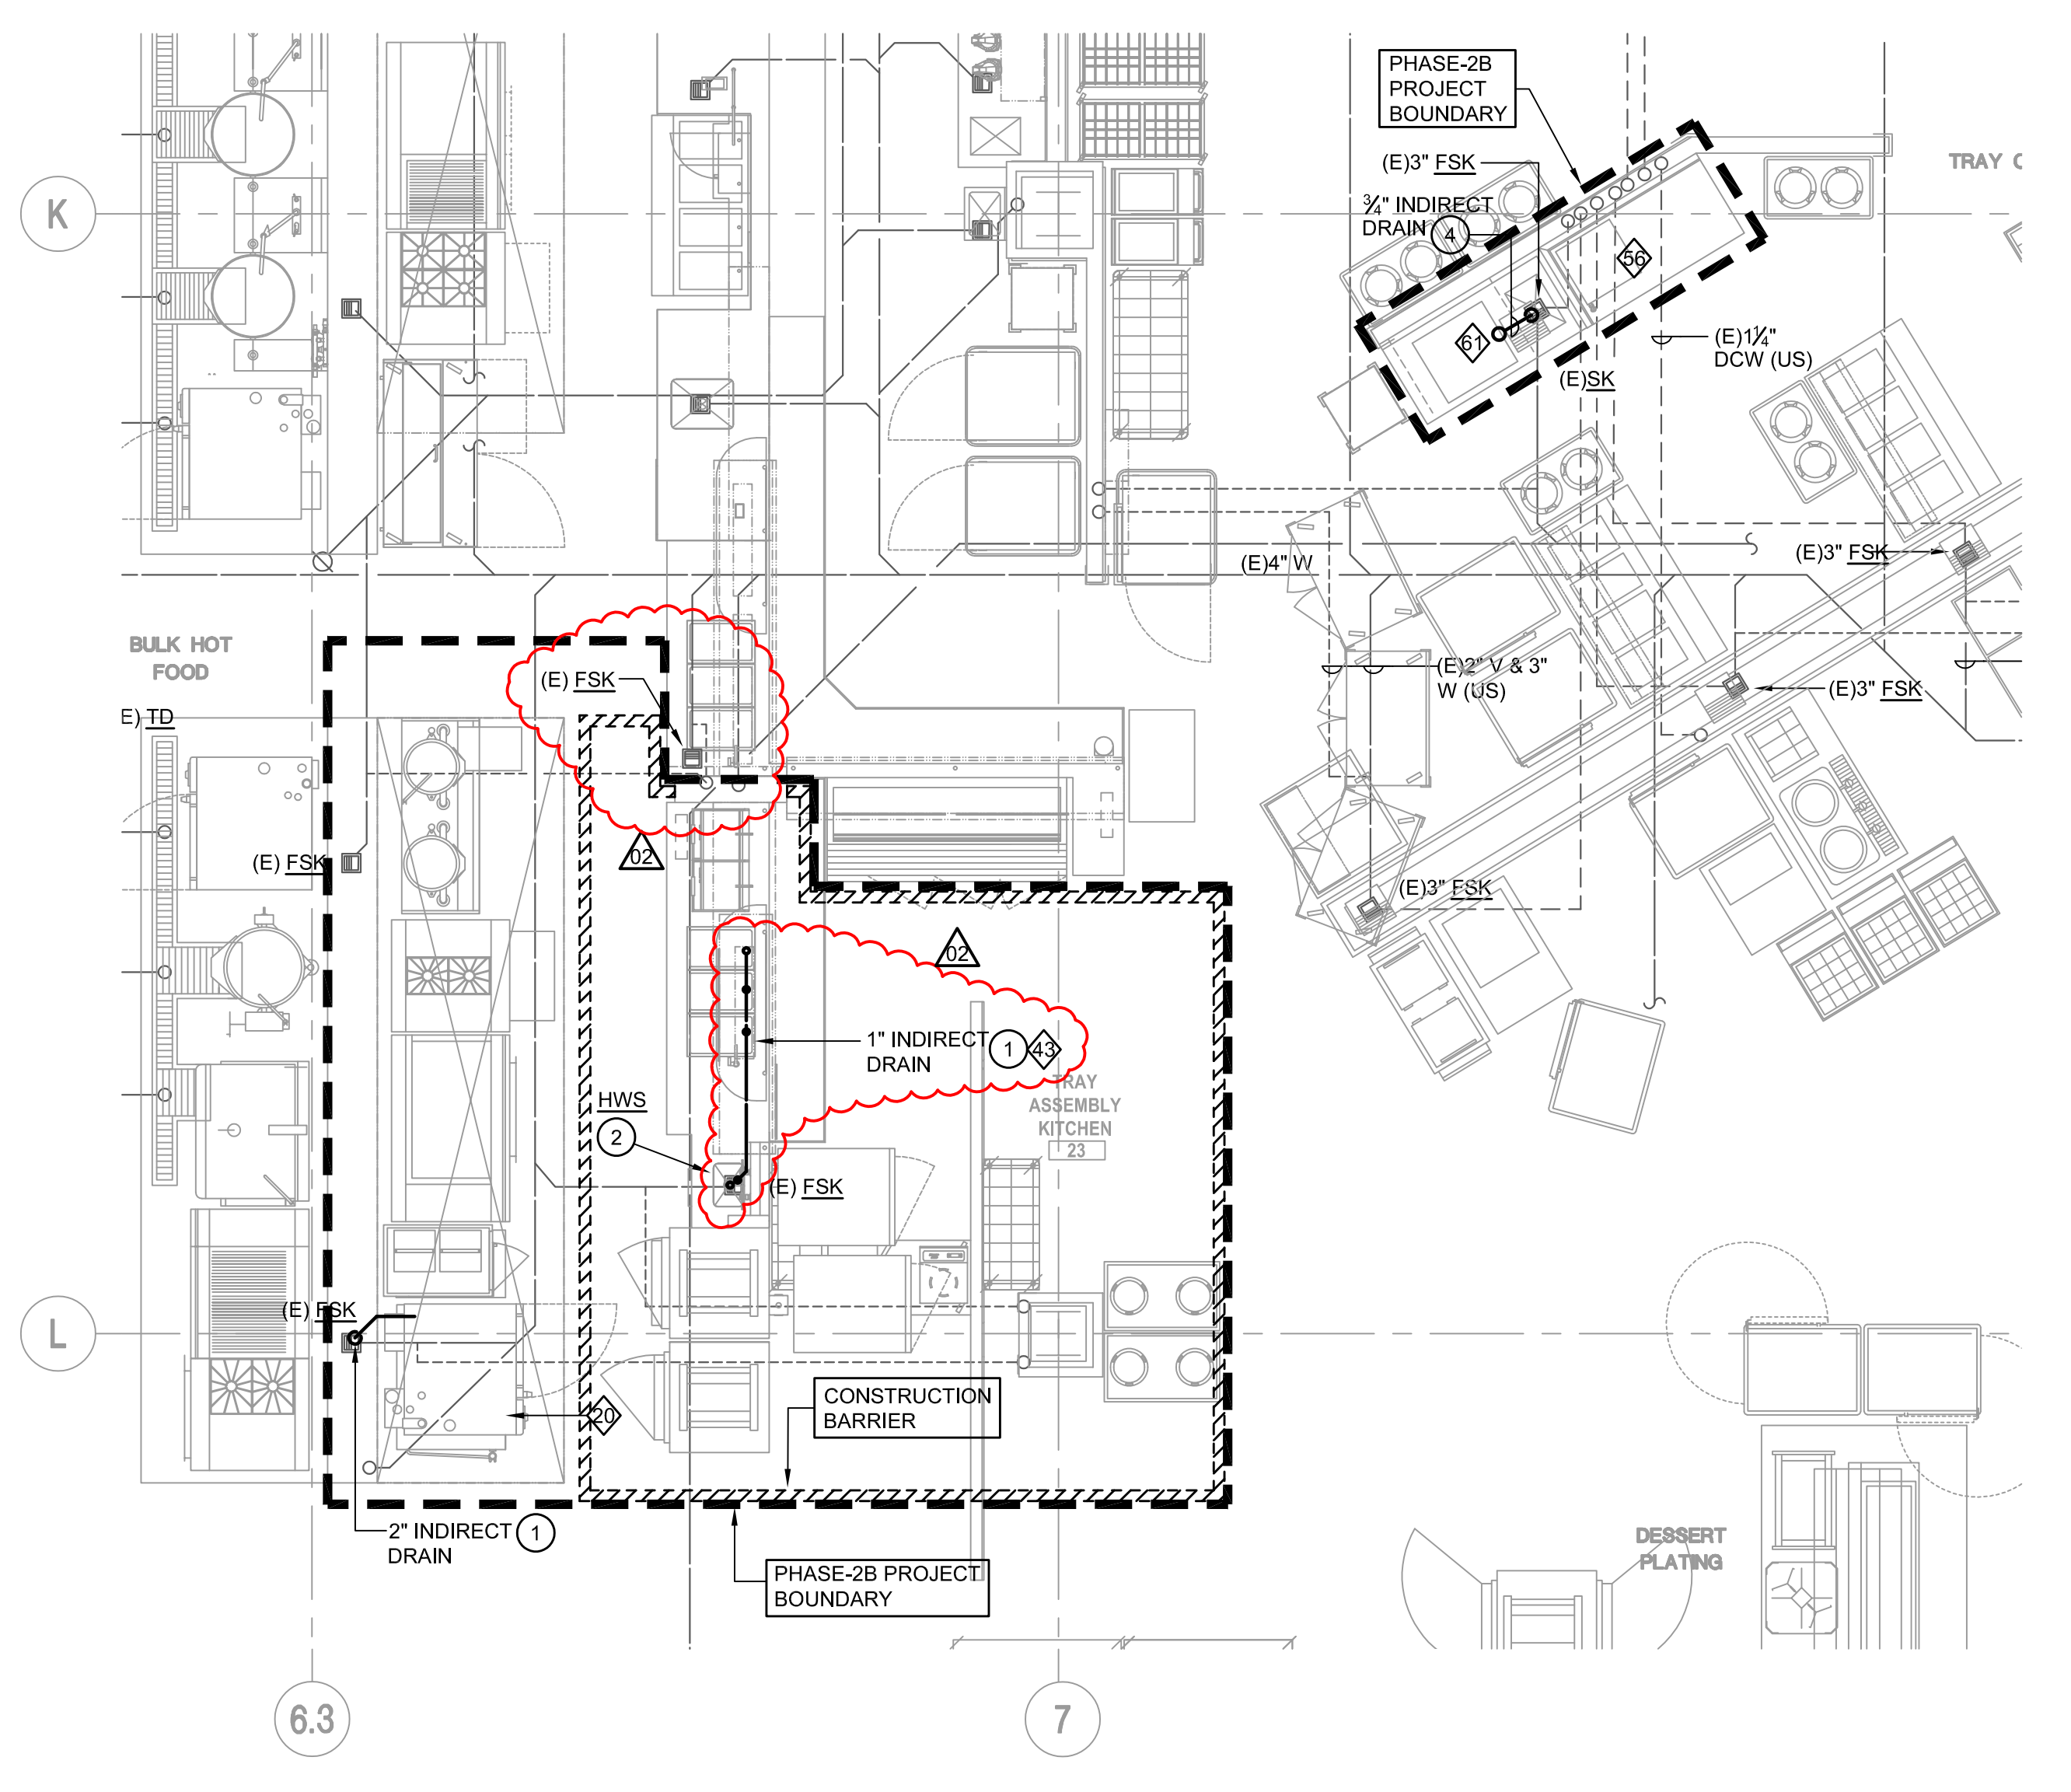 PHASE-2B
PROJECT
BOUNDARY
(E)3" FSK
TRAY
K
¾" INDIRECT
DRAIN
4
56
61
(E)1¼"
DCW (US)
(E)SK
(E)4" W
(E)3" FSK
BULK HOT
FOOD
(E) FSK
(E)2" V & 3"
W (US)
(E)3" FSK
E) TD
02
(E) FSK
(E)3" FSK
02
1" INDIRECT
DRAIN
1
43
TRAY
ASSEMBLY
KITCHEN
23
HWS
2
(E) FSK
(E) FSK
L
CONSTRUCTION
BARRIER
20
2" INDIRECT
DRAIN
1
DESSERT
PLATING
PHASE-2B PROJECT
BOUNDARY
6.3
7